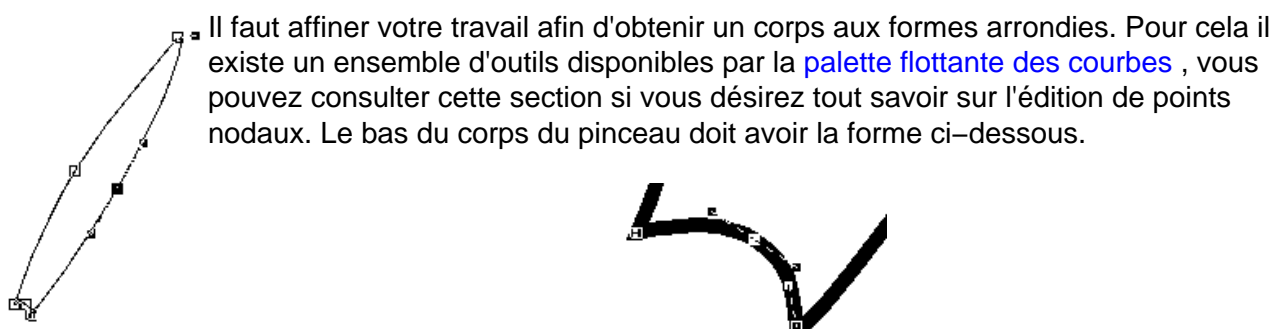 Il faut affiner votre travail afin d'obtenir un corps aux formes arrondies. Pour cela il
existe un ensemble d'outils disponibles par la palette flottante des courbes , vous
pouvez consulter cette section si vous désirez tout savoir sur l'édition de points
nodaux. Le bas du corps du pinceau doit avoir la forme ci−dessous.